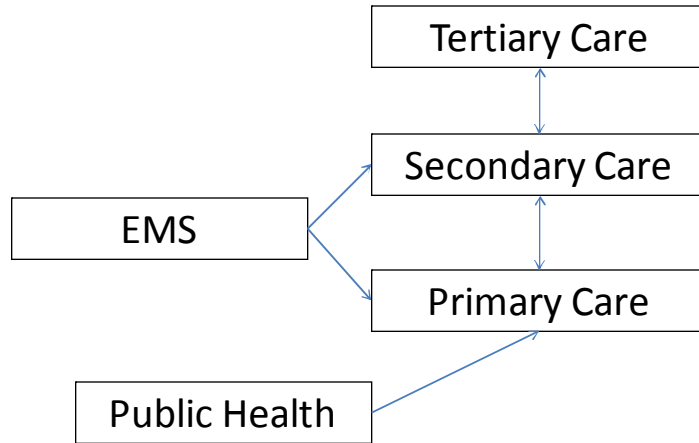 Tertiary Care
Secondary Care
EMS
Primary Care
Public Health